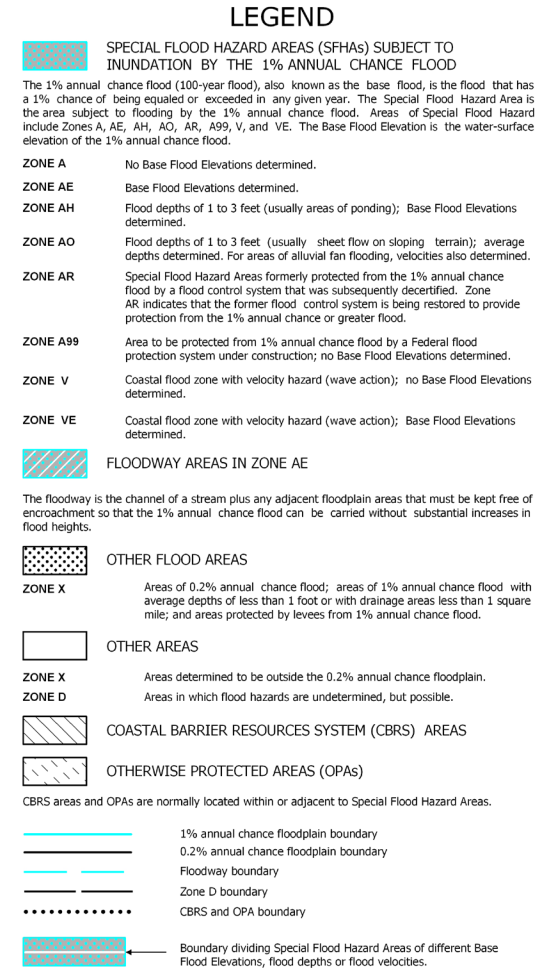 LEGEND
SPECIAL FLOOD HAZARD AREAS (SFHAs) SUBJECT TO
INUNDATION BY THE 1% ANNUAL CHANCE FLOOD
The 1% annual chance flood (100-year flood), also known as the base flood, is the flood that has
a 1% chance of being equaled or exceeded in any given year. The Special Flood Hazard Area is
the area subject to flooding by the 1% annual chance flood. Areas of Special Flood Hazard
include Zones A, AE, AH, AO, AR, A99, V, and VE. The Base Flood Elevation is the water-surface
elevation of the 1% annual chance flood.
ZONE A No Base Flood Elevations determined.
ZONE AE Base Flood Elevations determined.
ZONE AH Flood depths of 1 to 3 feet (usually areas of ponding); Base Flood Elevations
determined.
ZONE AO Flood depths of 1 to 3 feet (usually sheet flow on sloping terrain); average
depths determined. For areas of alluvial fan flooding, velocities also determined.
ZONE AR Special Flood Hazard Areas formerly protected from the 1% annual chance
flood by a flood control system that was subsequently decertified. Zone
AR indicates that the former flood control system is being restored to provide
protection from the 1% annual chance or greater flood.
ZONE A99 Area to be protected from 1% annual chance flood by a Federal flood
protection system under construction; no Base Flood Elevations determined.
ZONE V Coastal flood zone with velocity hazard (wave action); no Base Flood Elevations
determined.
ZONE VE Coastal flood zone with velocity hazard (wave action); Base Flood Elevations
determined.
FLOODWAY AREAS IN ZONE AE
The floodway is the channel of a stream plus any adjacent floodplain areas that must be kept free of
encroachment so that the 1% annual chance flood can be carried without substantial increases in
flood heights.
OTHER FLOOD AREAS
ZONE X Areas of 0.2% annual chance flood; areas of 1% annual chance flood with
average depths of less than 1 foot or with drainage areas less than 1 square
mile; and areas protected by levees from 1% annual chance flood.
OTHER AREAS
ZONE X Areas determined to be outside the 0.2% annual chance floodplain.
ZONE D Areas in which flood hazards are undetermined, but possible.
COASTAL BARRIER RESOURCES SYSTEM (CBRS) AREAS
OTHERWISE PROTECTED AREAS (OPAs)
CBRS areas and OPAs are normally located within or adjacent to Special Flood Hazard Areas.
1% annual chance floodplain boundary
0.2% annual chance floodplain boundary
Floodway boundary
Zone D boundary
CBRS and OPA boundary
Boundary dividing Special Flood Hazard Areas of different Base
Flood Elevations, flood depths or flood velocities.